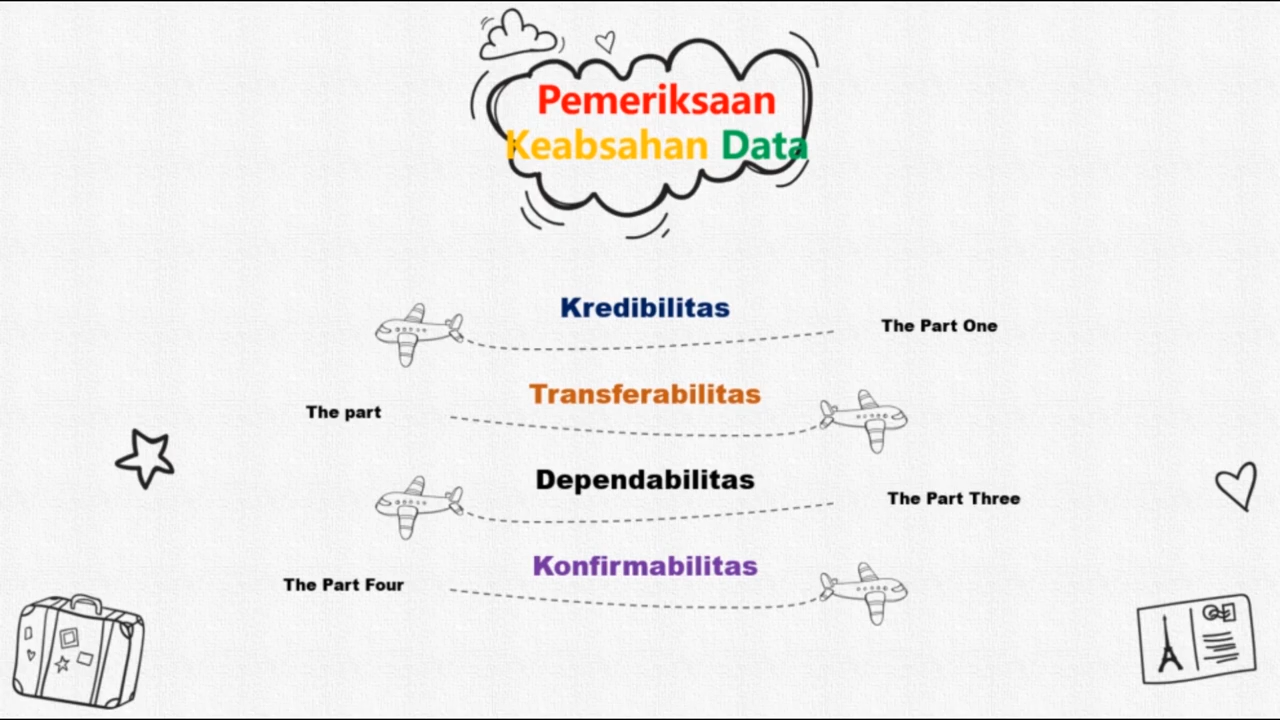 Pemeriksaan
Keabsahan Data
Kredibilitas
The Part One
Transferabilitas
The part
Dependabilitas
The Part Three
Konfirmabilitas
The Part Four